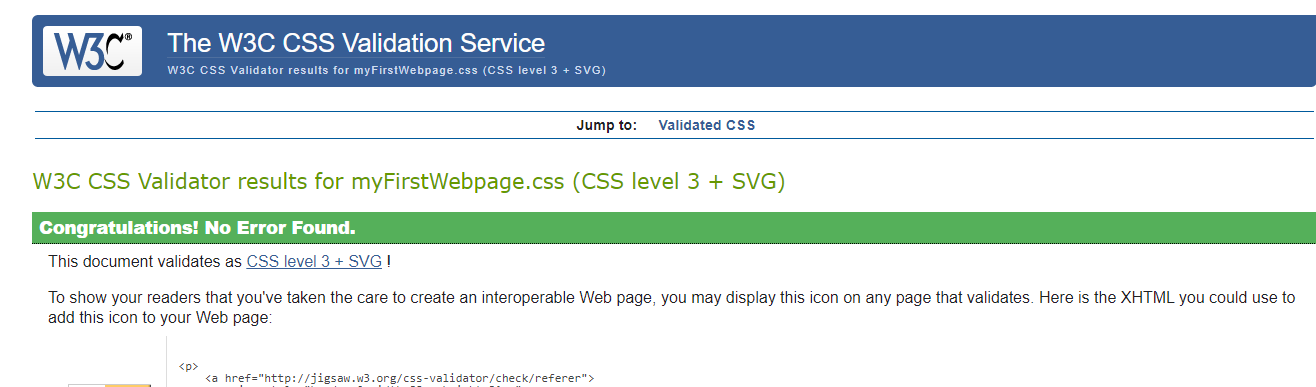 W3C®
The W3C CSS Validation Service
W3C CSS Validator results for myFirstWebpage.css (CSS level 3 + SVG)
Jump to: Validated CSS
W3C CSS Validator results for myFirstWebpage.css (CSS level 3 + SVG)
Congratulations! No Error Found.
This document validates as CSS level 3 + SVG !
To show your readers that you've taken the care to create an interoperable Web page, you may display this icon on any page that validates. Here is the XHTML you could use to
add this icon to your Web page:
<p>
<a href="http://jigsaw.w3.org/css-validator/check/referer">